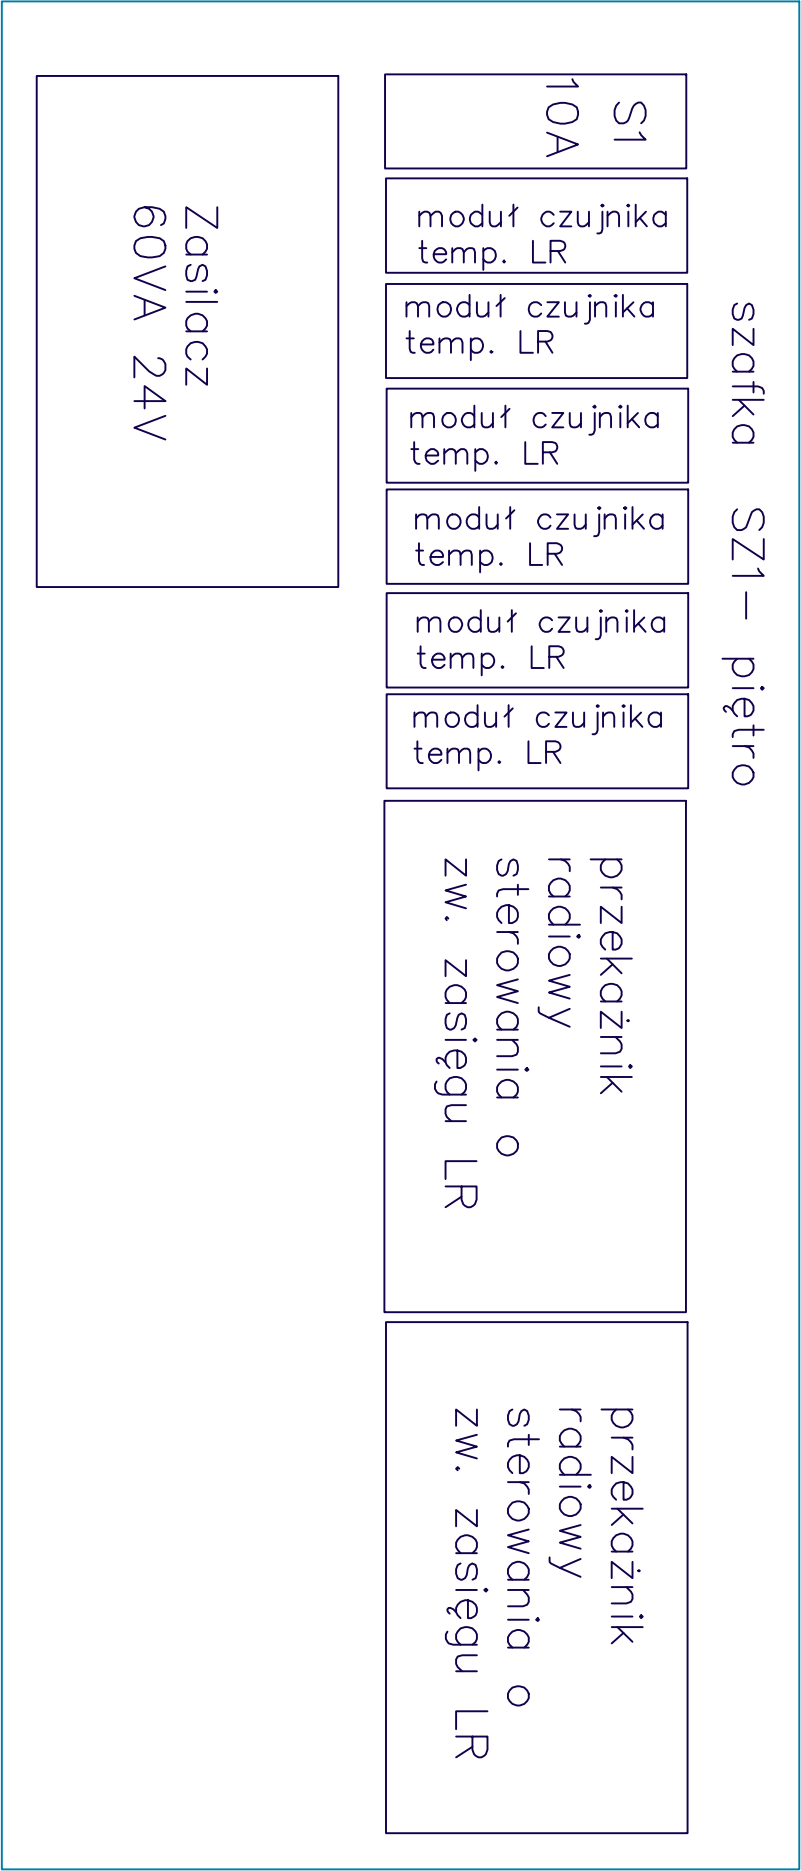 szafka SZ1- piętro
S1
10A
moduł czujnika
temp. LR
moduł czujnika
temp. LR
moduł czujnika
temp. LR
moduł czujnika
temp. LR
moduł czujnika
temp. LR
moduł czujnika
temp. LR
przekażnik
radiowy
sterowania o
zw. zasięgu LR
przekażnik
radiowy
sterowania o
zw. zasięgu LR
Zasilacz
60VA 24V